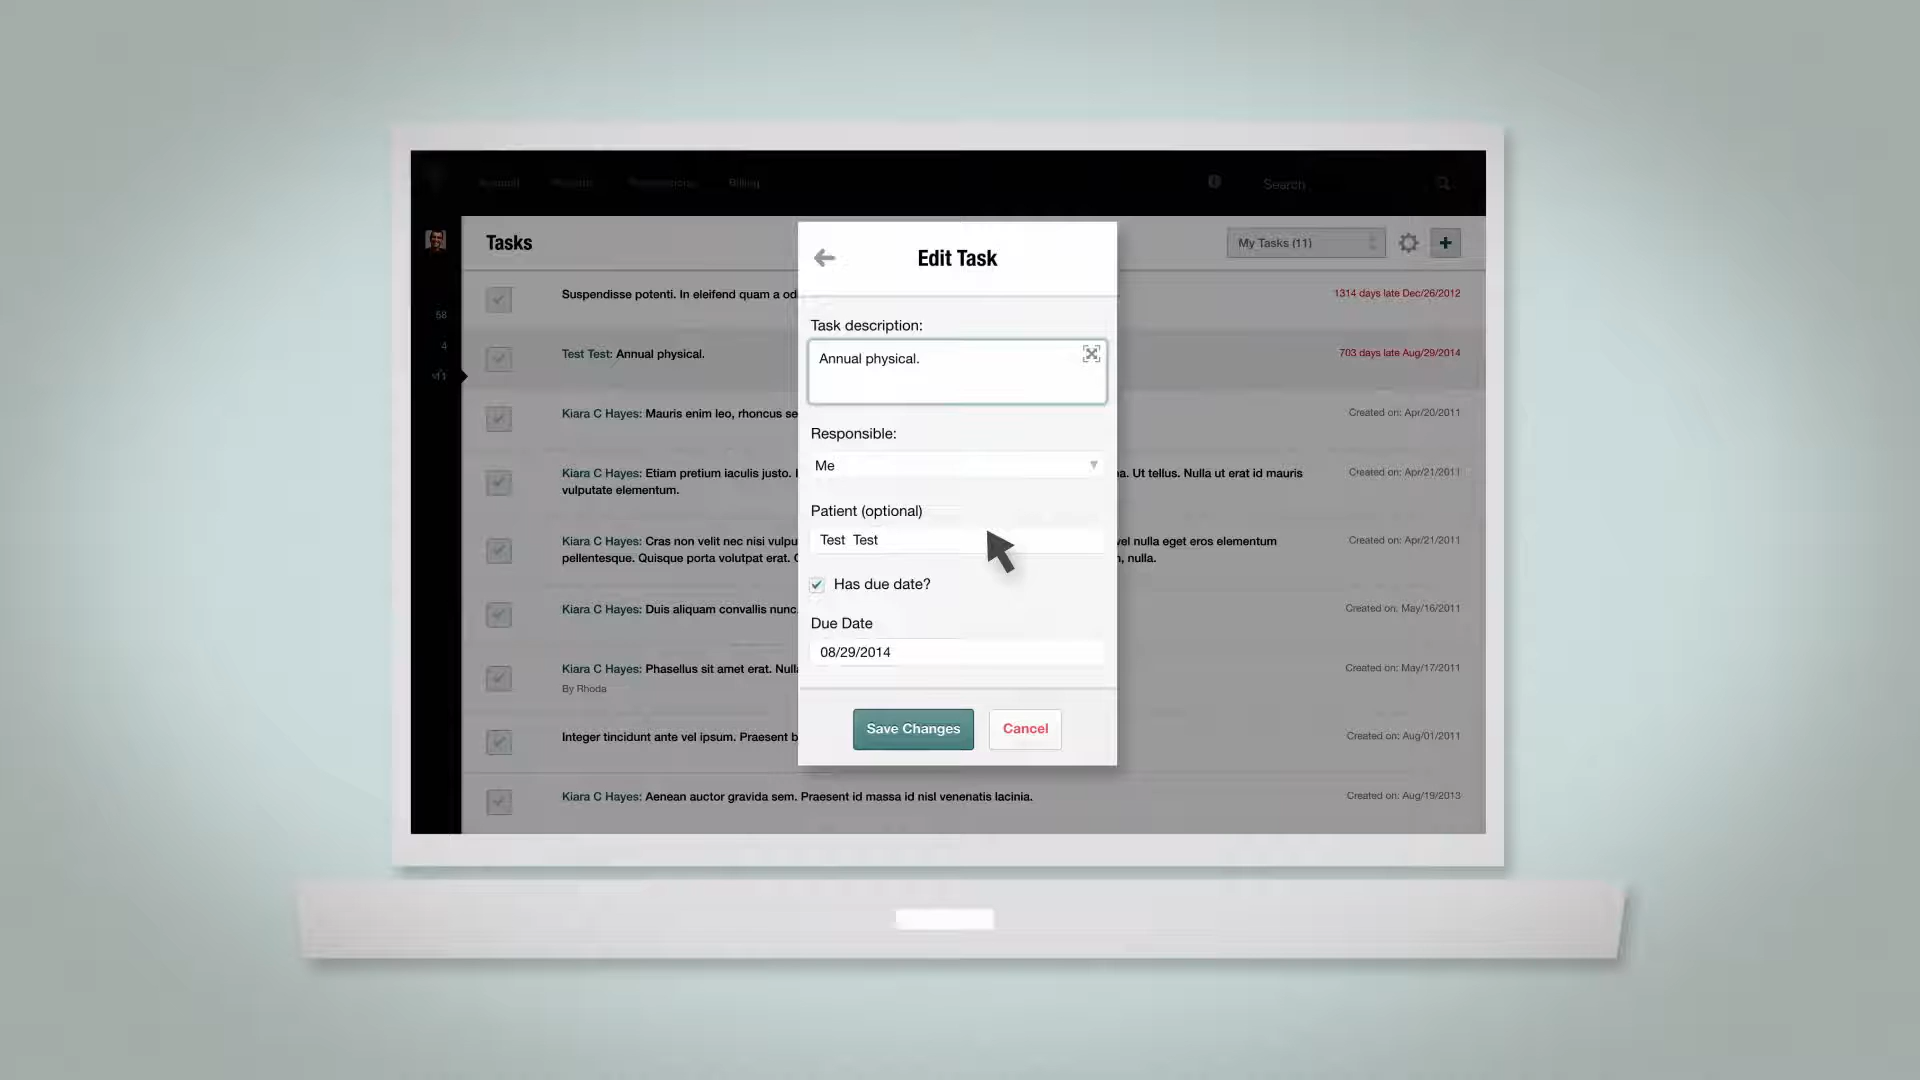 Billing
Search
Tasks
My Tasks (11)
58
4
Suspendisse potenti. In eleifend quam a od
1314 days late Dec/26/2012
Test Test: Annual physical.
703 days late Aug/29/2014
Kiara C Hayes: Mauris enim leo, rhoncus se
Created on: Apr/20/2011
Kiara C Hayes: Etiam pretium iaculis justo. I
a. Ut tellus. Nulla ut erat id mauris
vulputate elementum.
Created on: Apr/21/2011
Kiara C Hayes: Cras non velit nec nisi vulpu
vel nulla eget eros elementum
pellentesque. Quisque porta volutpat erat.
, nulla.
Created on: Apr/21/2011
Kiara C Hayes: Duis aliquam convallis nunc.
Created on: May/16/2011
Kiara C Hayes: Phasellus sit amet erat. Nulla
By Rhoda
Created on: May/17/2011
Integer tincidunt ante vel ipsum. Praesent b
Created on: Aug/01/2011
Kiara C Hayes: Aenean auctor gravida sem. Praesent id massa id nisl venenatis lacinia.
Created on: Aug/19/2013
Edit Task
Task description:
Annual physical.
Responsible:
Me
Patient (optional)
Test Test
Has due date?
Due Date
08/29/2014
Save Changes
Cancel